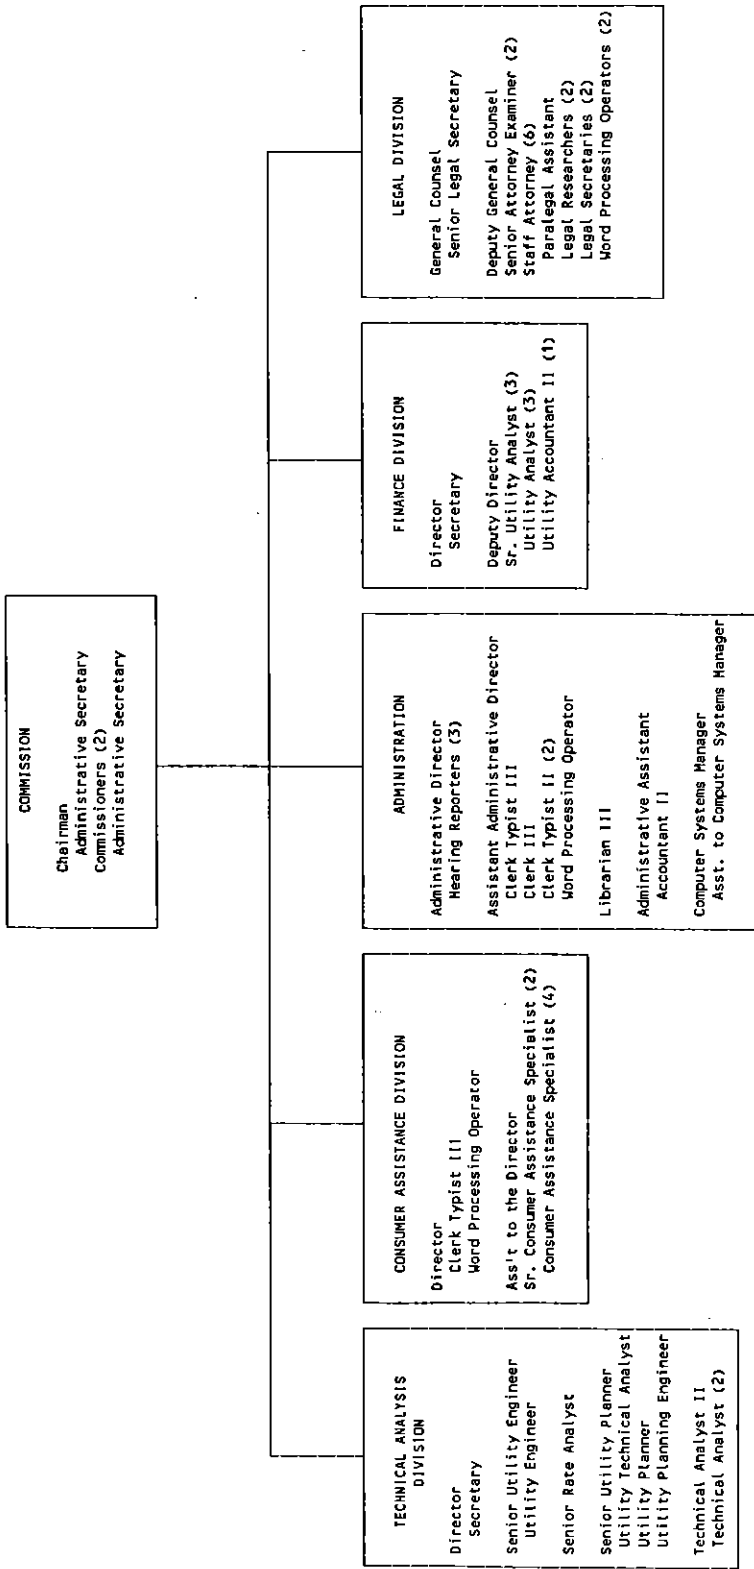 COMMISSION
Chairman
Administrative Secretary
Commissioners (2)
Administrative Secretary
TECHNICAL ANALYSIS
DIVISION
Director
Secretary
Senior Utility Engineer
Utility Engineer
Senior Rate Analyst
Senior Utility Planner
Utility Technical Analyst
Utility Planner
Utility Planning Engineer
Technical Analyst II
Technical Analyst (2)
CONSUMER ASSISTANCE DIVISION
Director
Clerk Typist III
Word Processing Operator
Ass't to the Director
Sr. Consumer Assistance Specialist (2)
Consumer Assistance Specialist (4)
ADMINISTRATION
Administrative Director
Hearing Reporters (3)
Assistant Administrative Director
Clerk Typist III
Clerk III
Clerk Typist II (2)
Word Processing Operator
Librarian III
Administrative Assistant
Accountant II
Computer Systems Manager
Asst. to Computer Systems Manager
FINANCE DIVISION
Director
Secretary
Deputy Director
Sr. Utility Analyst (3)
Utility Analyst (3)
Utility Accountant II (1)
LEGAL DIVISION
General Counsel
Senior Legal Secretary
Deputy General Counsel
Senior Attorney Examiner (2)
Staff Attorney (6)
Paralegal Assistant
Legal Researchers (2)
Legal Secretaries (2)
Word Processing Operators (2)